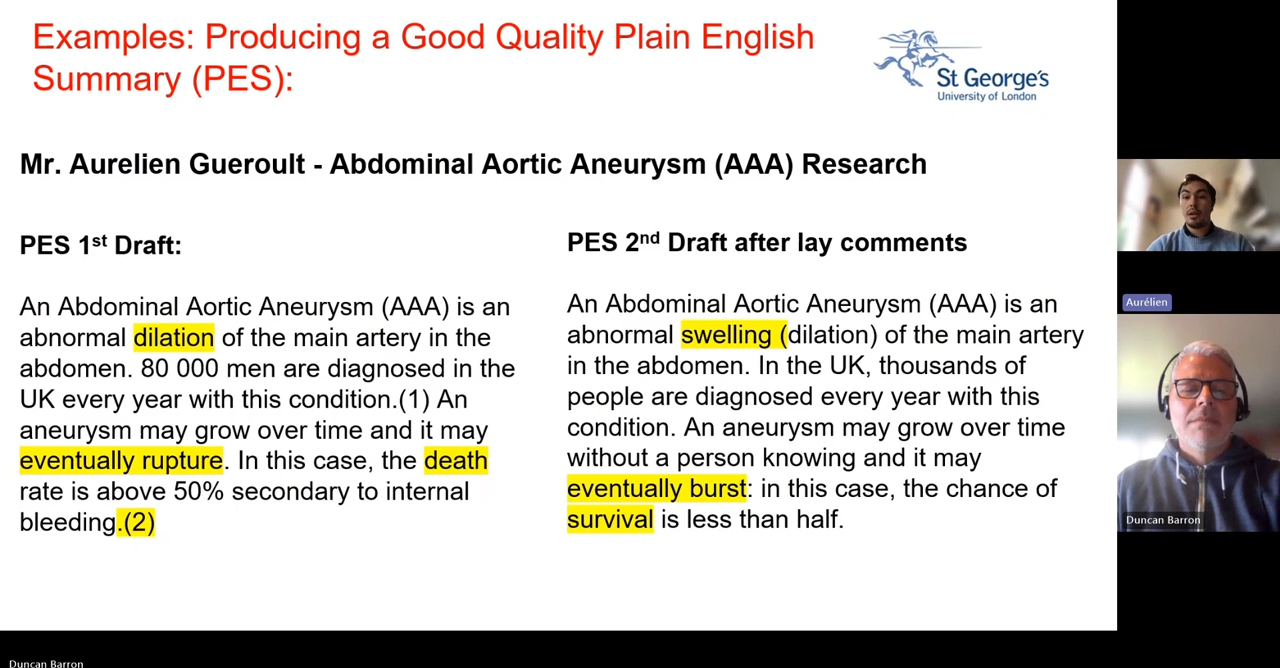 Examples: Producing a Good Quality Plain English
Summary (PES):
St George's
University of London
Mr. Aurelien Gueroult - Abdominal Aortic Aneurysm (AAA) Research
PES 1st Draft:
An Abdominal Aortic Aneurysm (AAA) is an
abnormal dilation of the main artery in the
abdomen. 80 000 men are diagnosed in the
UK every year with this condition.(1) An
aneurysm may grow over time and it may
eventually rupture. In this case, the death
rate is above 50% secondary to internal
bleeding.(2)
PES 2nd Draft after lay comments
An Abdominal Aortic Aneurysm (AAA) is an
abnormal swelling (dilation) of the main artery
in the abdomen. In the UK, thousands of
people are diagnosed every year with this
condition. An aneurysm may grow over time
without a person knowing and it may
eventually burst: in this case, the chance of
survival is less than half.
Aurélien
Duncan Barron
Duncan Barron